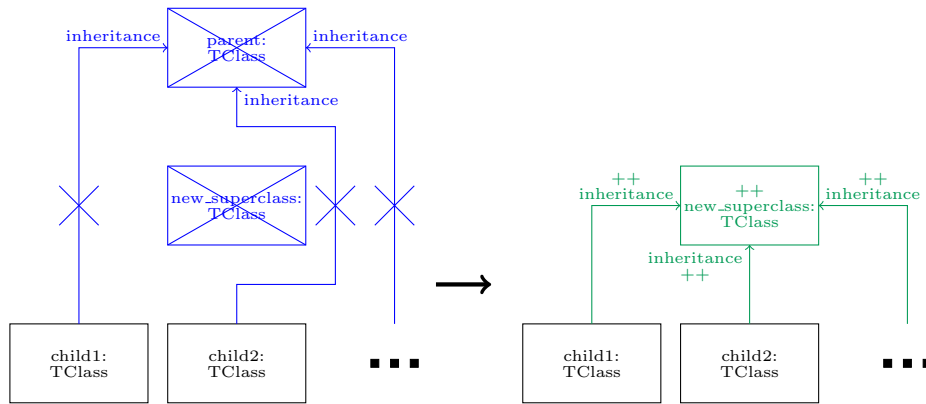 inheritance
parent:
TClass
inheritance
inheritance
new_superclass:
TClass
child1:
TClass
child2:
TClass
...
++
inheritance
++
new_superclass:
TClass
++
inheritance
inheritance
++
child1:
TClass
child2:
TClass
...